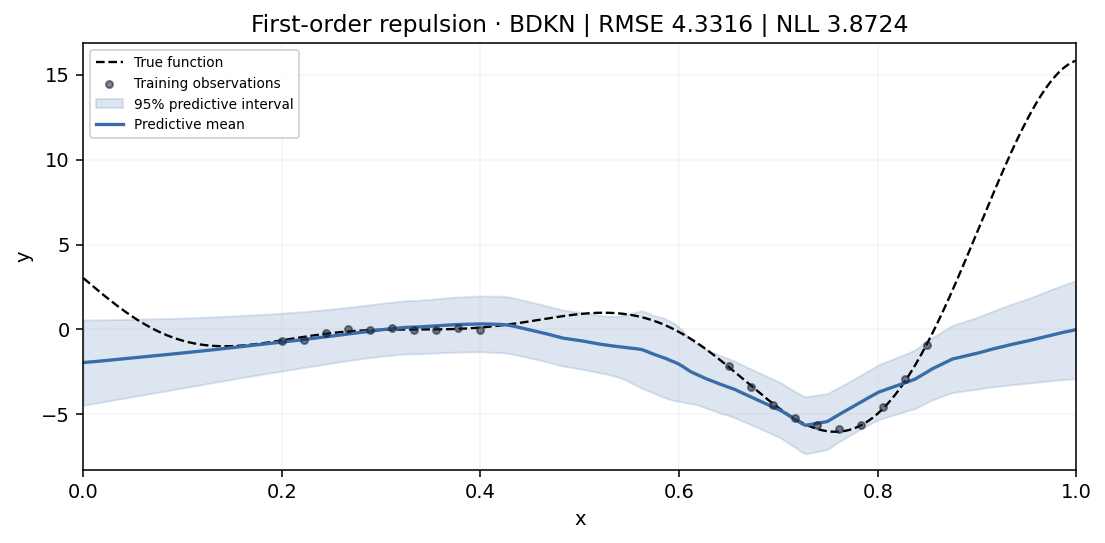 First-order repulsion · BDKN | RMSE 4.3316 | NLL 3.8724
True function
Training observations
95% predictive interval
Predictive mean
15
10
5
0
−5
y
0.0 0.2 0.4 0.6 0.8 1.0
x